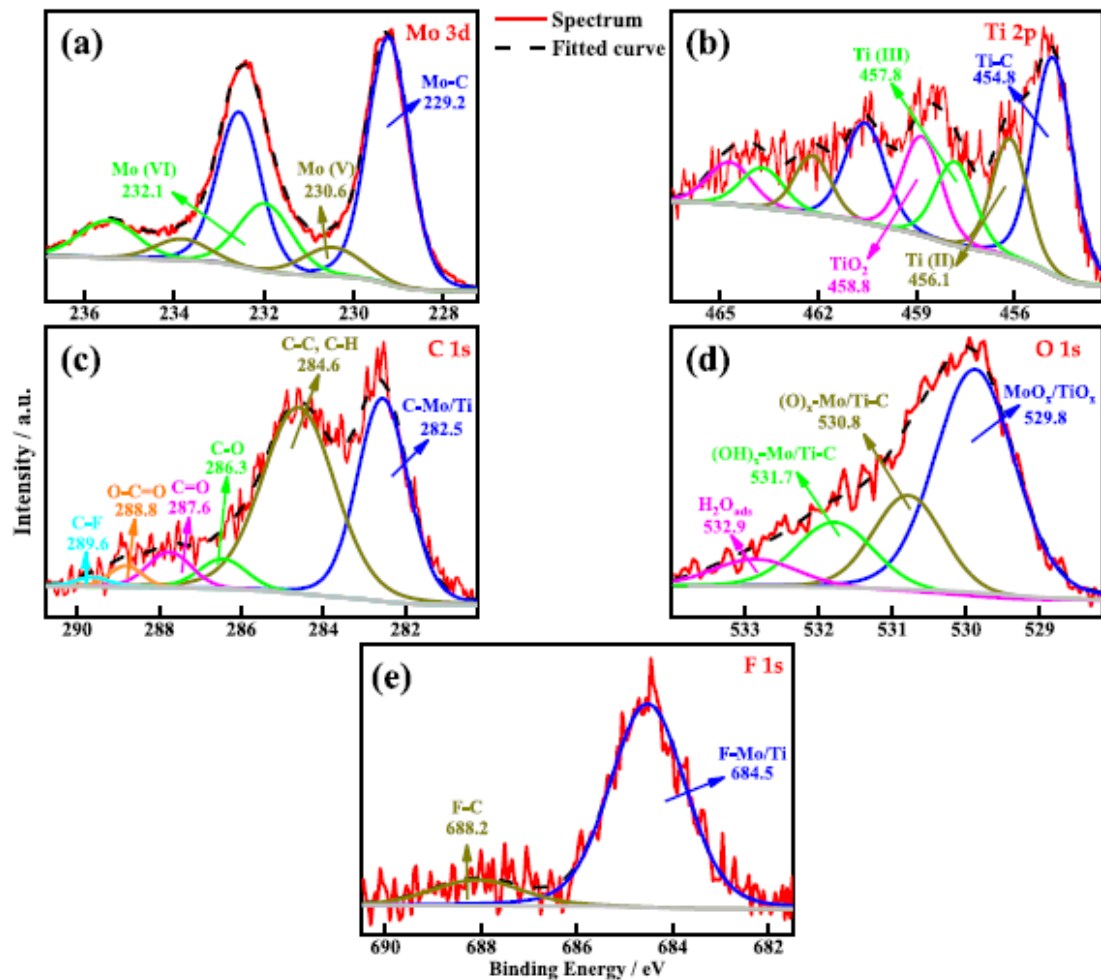 Spectrum
Fitted curve
(a)
Mo 3d
Mo-C
229.2
Mo (VI)
232.1
Mo (V)
230.6
236
234
232
230
228
(b)
Ti 2p
Ti (III)
457.8
Ti-C
454.8
TiO₂
458.8
Ti (II)
456.1
465
462
459
456
(c)
C 1s
C-C, C-H
284.6
C-Mo/Ti
282.5
C-O
286.3
C=O
287.6
O-C=O
288.8
C-F
289.6
290
288
286
284
282
(d)
O 1s
MoOₓ/TiOₓ
529.8
(O)ₓ-Mo/Ti-C
530.8
(OH)ₓ-Mo/Ti-C
531.7
H₂Oads
532.9
533
532
531
530
529
(e)
F 1s
F-Mo/Ti
684.5
F-C
688.2
690
688
686
684
682
Intensity / a.u.
Binding Energy / eV